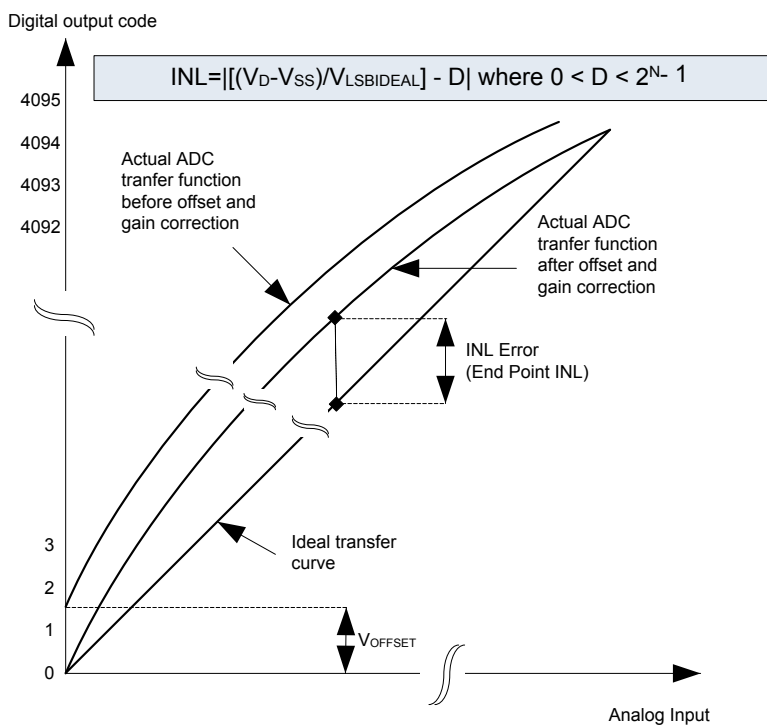 Digital output code
INL=|[(VD-VSS)/VLSBIDEAL] - D| where 0 < D < 2^N- 1
4095
4094
4093
4092
Actual ADC
tranfer function
before offset and
gain correction
Actual ADC
tranfer function
after offset and
gain correction
INL Error
(End Point INL)
Ideal transfer
curve
3
2
1
0
VOFFSET
Analog Input